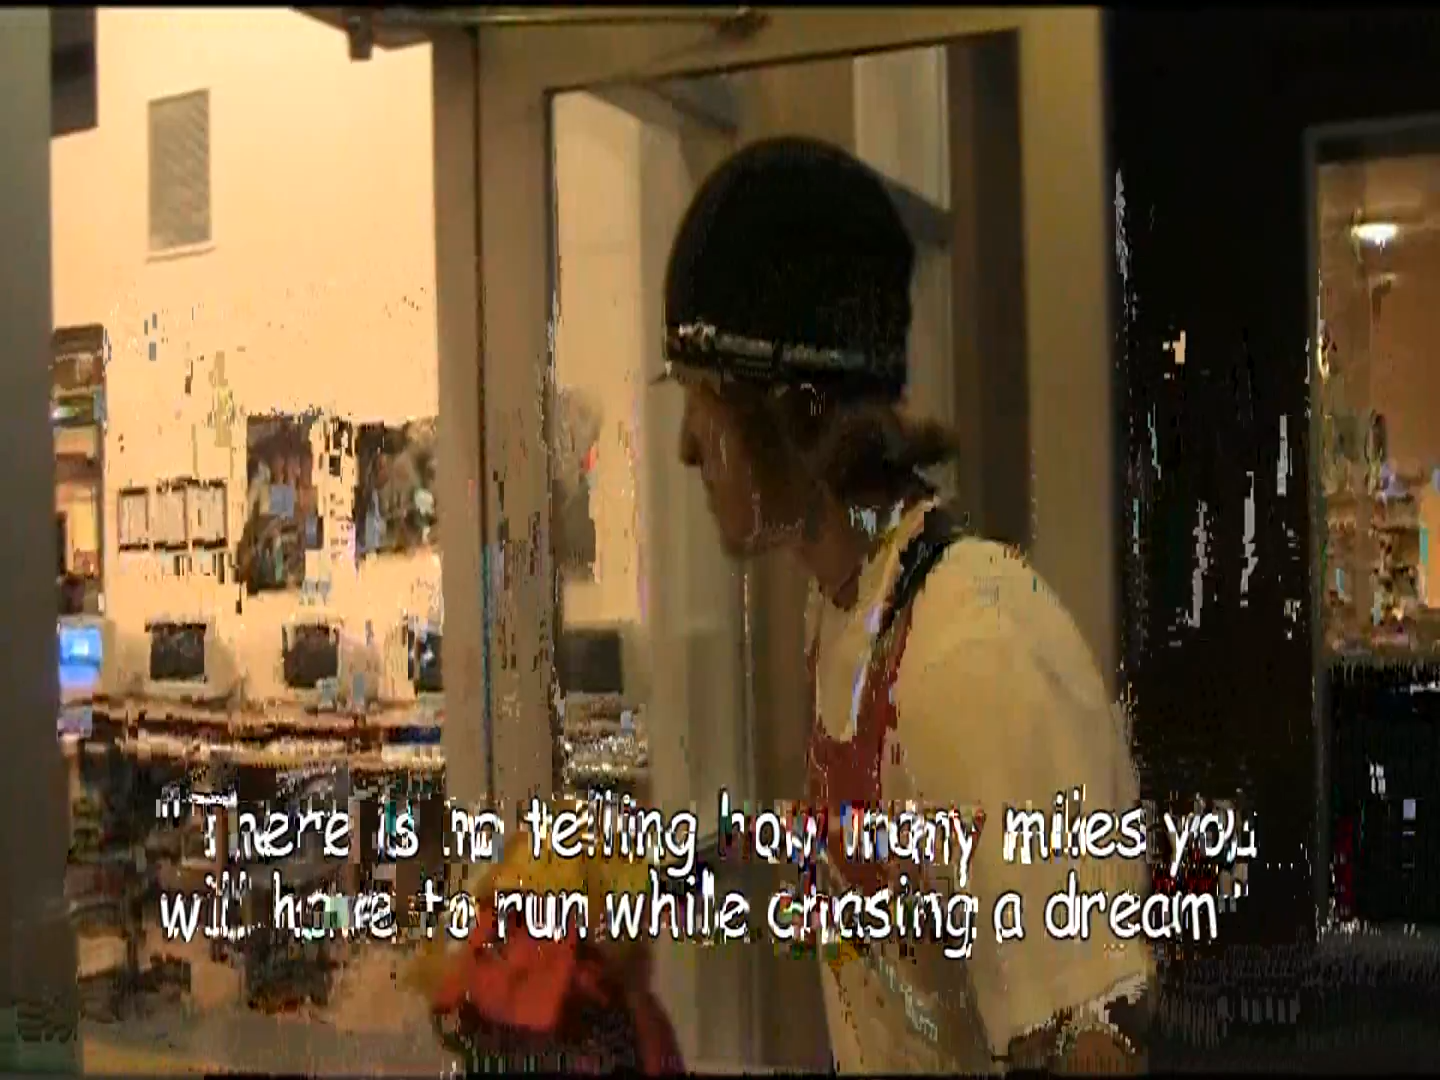 "There is no telling how many miles you
will have to run while chasing a dream"